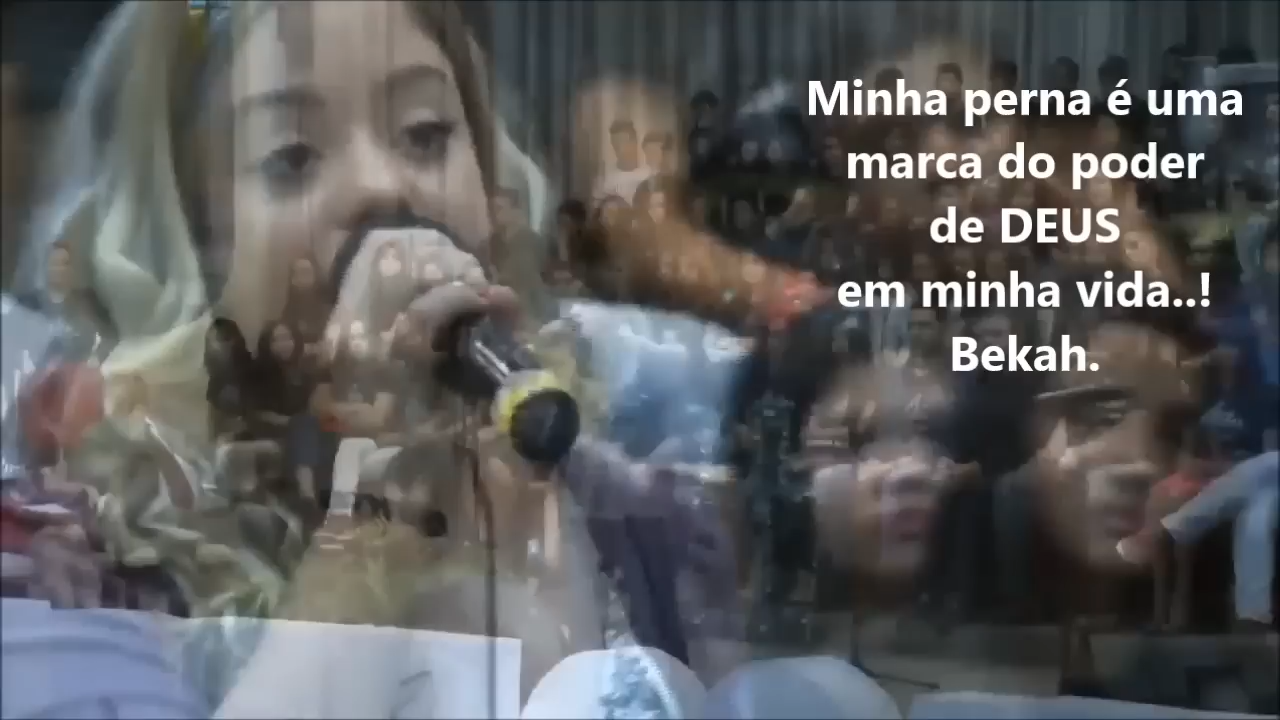 Minha perna é uma
marca do poder
de DEUS
em minha vida..!
Bekah.